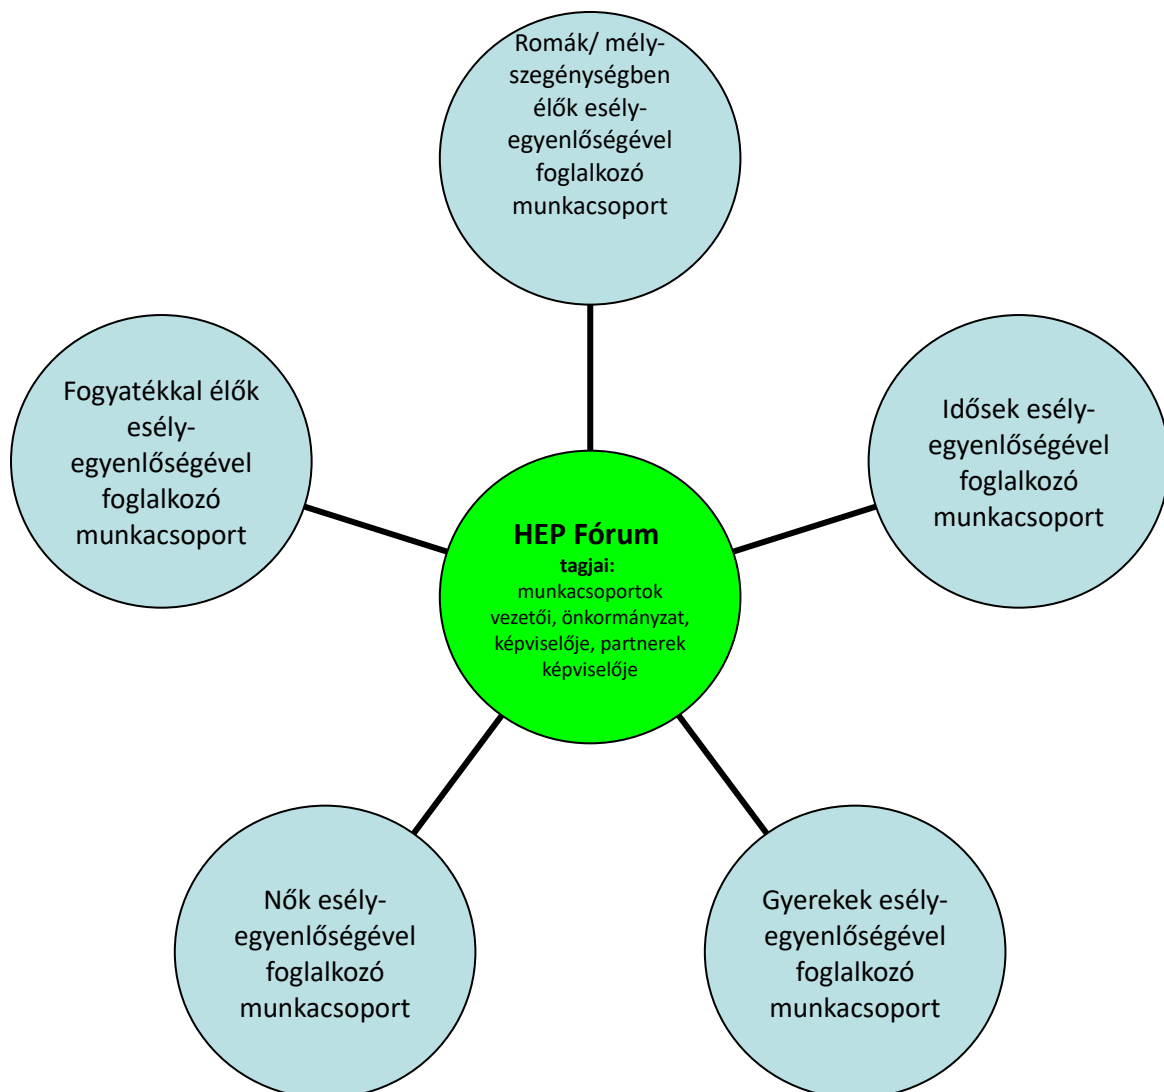 Romák/ mély-
szegénységben
élők esély-
egyenlőségével
foglalkozó
munkacsoport
Fogyatékkal élők
esély-
egyenlőségével
foglalkozó
munkacsoport
Idősek esély-
egyenlőségével
foglalkozó
munkacsoport
HEP Fórum
tagjai:
munkacsoportok
vezetői, önkormányzat,
képviselője, partnerek
képviselője
Nők esély-
egyenlőségével
foglalkozó
munkacsoport
Gyerekek esély-
egyenlőségével
foglalkozó
munkacsoport